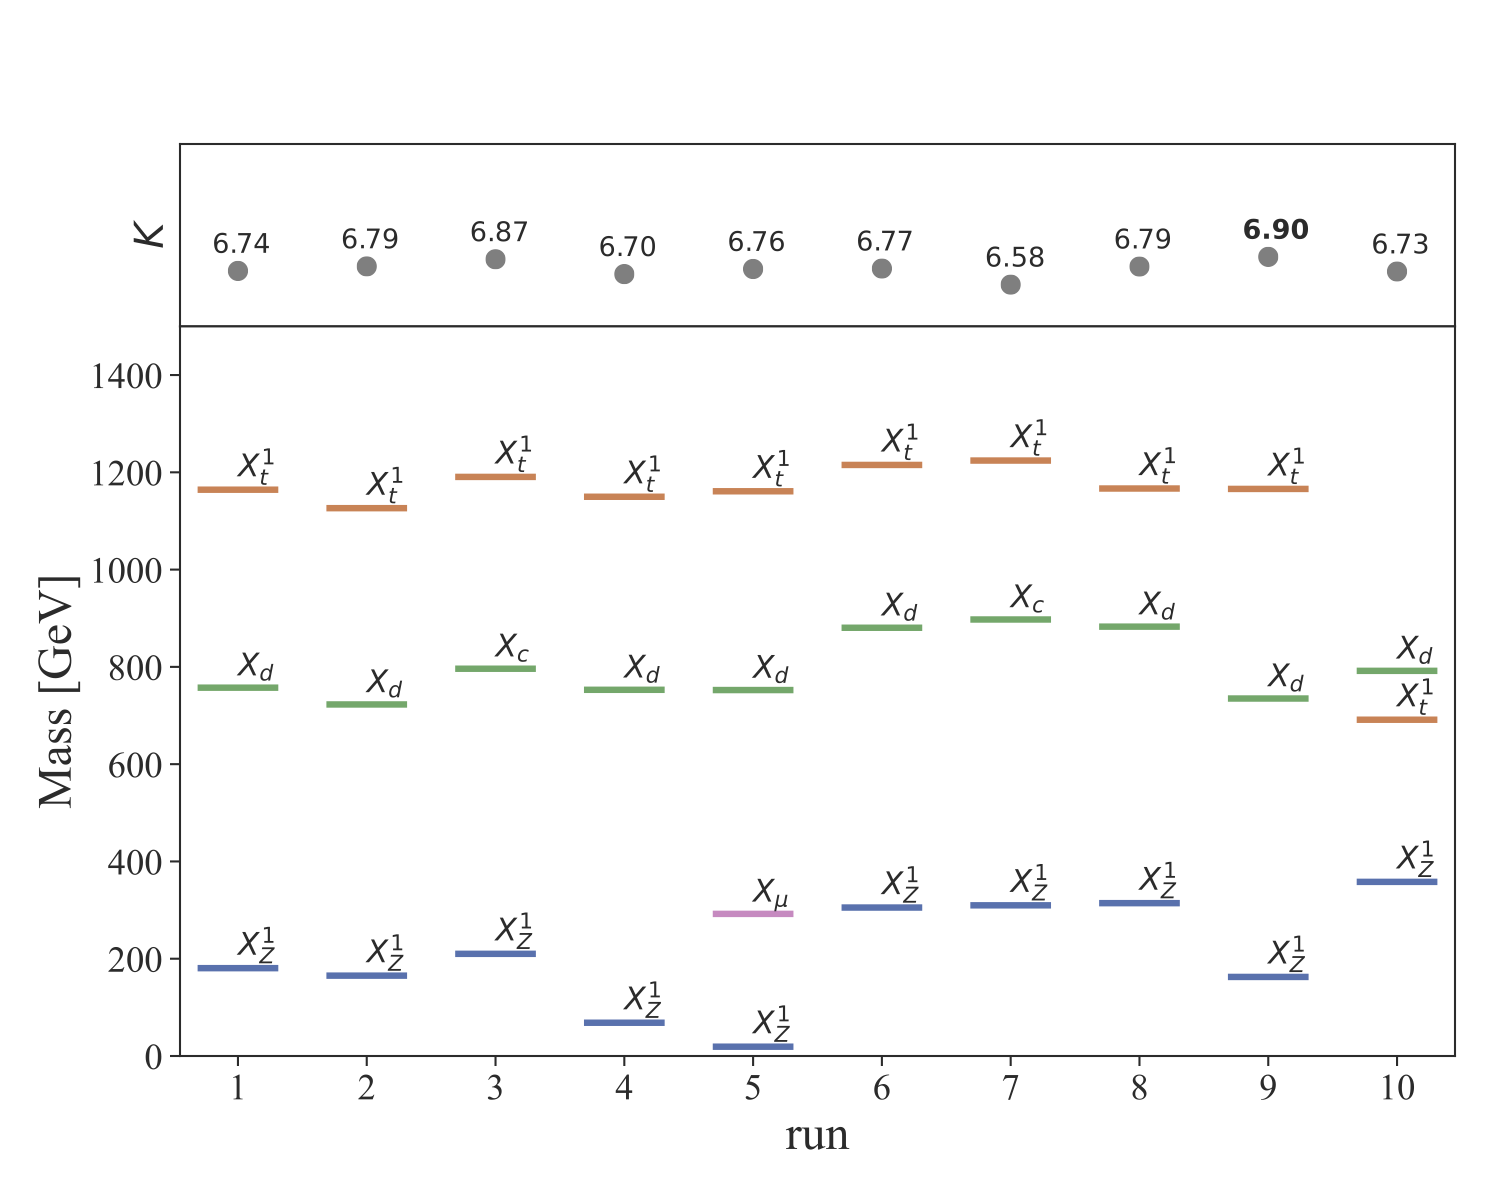 K
6.74 6.79 6.87 6.70 6.76 6.77 6.58 6.79 6.90 6.73
Mass [GeV]
1400
1200
1000
800
600
400
200
0
X_t^1 X_t^1 X_t^1 X_t^1 X_t^1 X_t^1 X_t^1 X_t^1 X_t^1
X_d X_d X_c X_d X_d X_d X_c X_d X_d X_d
X_t^1
X_μ
X_Z^1 X_Z^1 X_Z^1 X_Z^1 X_Z^1 X_Z^1 X_Z^1 X_Z^1 X_Z^1 X_Z^1
1 2 3 4 5 6 7 8 9 10
run